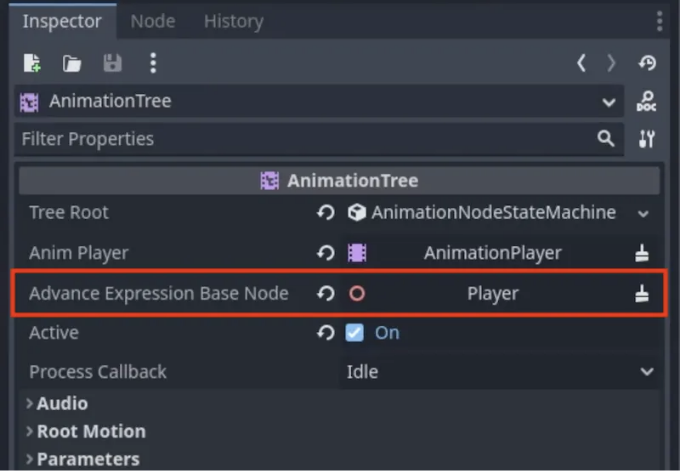 Inspector Node History
AnimationTree DOC
Filter Properties
AnimationTree
Tree Root AnimationNodeStateMachine
Anim Player AnimationPlayer
Advance Expression Base Node Player
Active On
Process Callback Idle
Audio
Root Motion
Parameters